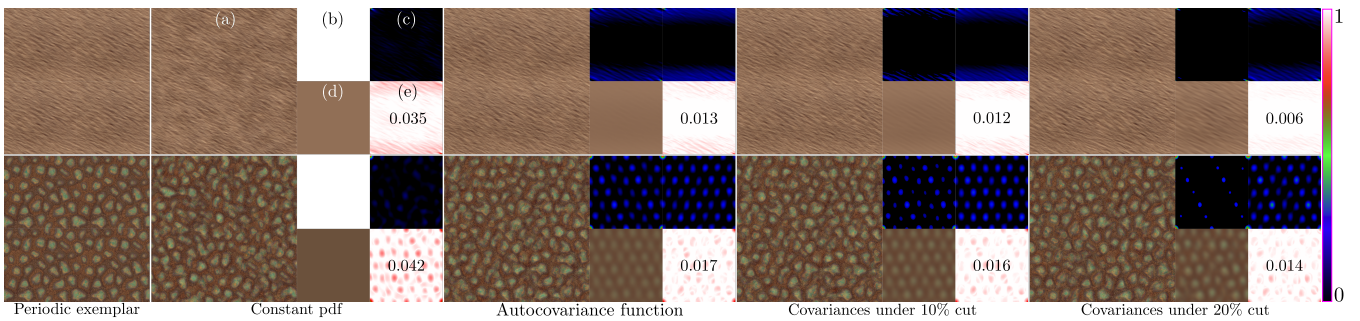 (a) (b) (c) 1
(d) (e)
0.035 0.013 0.012 0.006
0.042 0.017 0.016 0.014
0
Periodic exemplar Constant pdf Autocovariance function Covariances under 10% cut Covariances under 20% cut